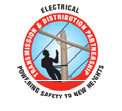 ELECTRICAL
TRANSMISSION & DISTRIBUTION PARTNERSHIP
POWERING SAFETY TO NEW HEIGHTS